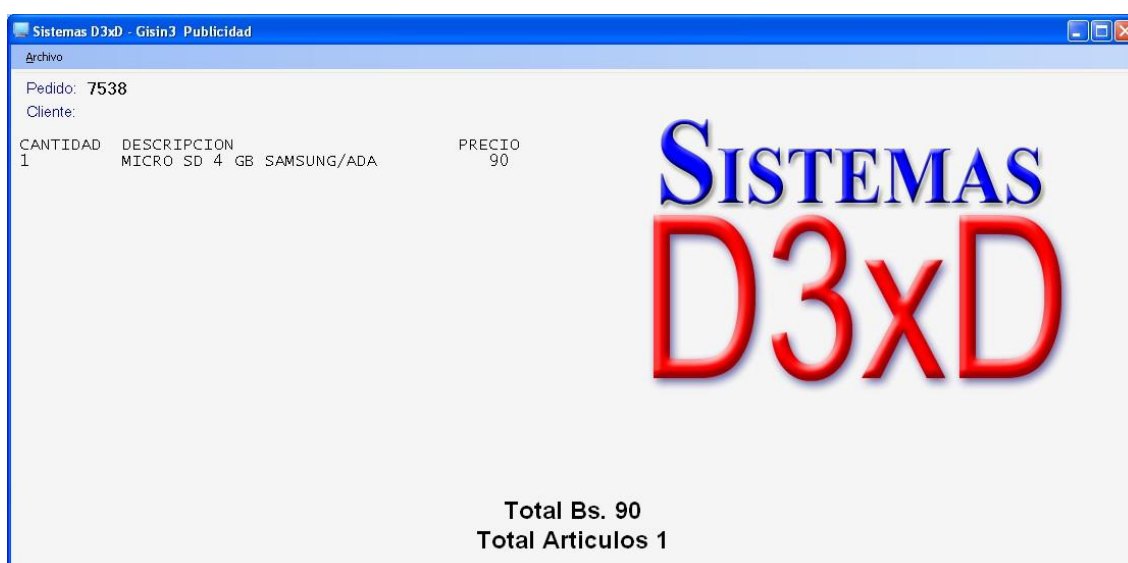 Sistemas D3xD - Gisin3 Publicidad
Archivo
Pedido: 7538
Cliente:
CANTIDAD DESCRIPCION PRECIO
1 MICRO SD 4 GB SAMSUNG/ADA 90
SISTEMAS
D3xD
Total Bs. 90
Total Articulos 1